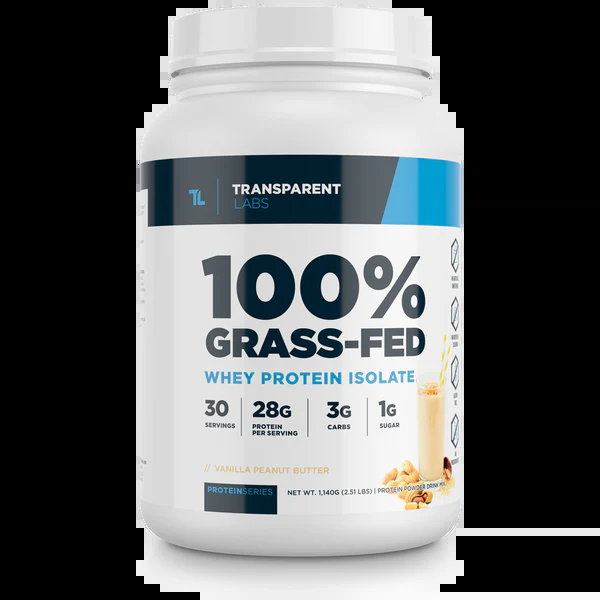 TL
TRANSPARENT
LABS
100%
GRASS-FED
WHEY PROTEIN ISOLATE
30
SERVINGS
28G
PROTEIN
PER SERVING
3G
CARBS
1G
SUGAR
// VANILLA PEANUT BUTTER
PROTEINSERIES
NET WT. 1,140G (2.51 LBS) | PROTEIN POWDER DRINK MIX